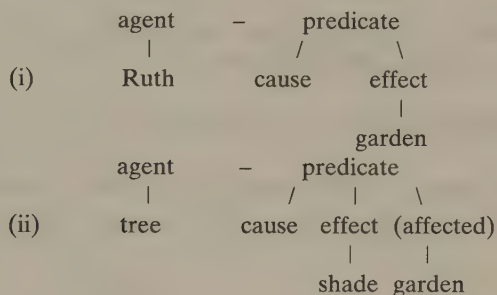 agent – predicate
(i) Ruth cause effect
garden
agent – predicate
(ii) tree cause effect (affected)
shade garden